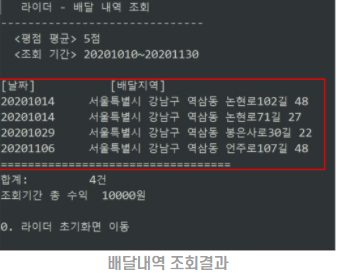 라이더 - 배달 내역 조회
--------------------------------
<평점 평균> 5점
<조회 기간> 20201010~20201130
[날짜] [배달지역]
20201014 서울특별시 강남구 역삼동 논현로102길 48
20201014 서울특별시 강남구 역삼동 논현로71길 27
20201029 서울특별시 강남구 역삼동 봉은사로30길 22
20201106 서울특별시 강남구 역삼동 언주로107길 48
==================================
합계: 4건
조회기간 총 수익 10000원
0. 라이더 초기화면 이동
배달내역 조회결과